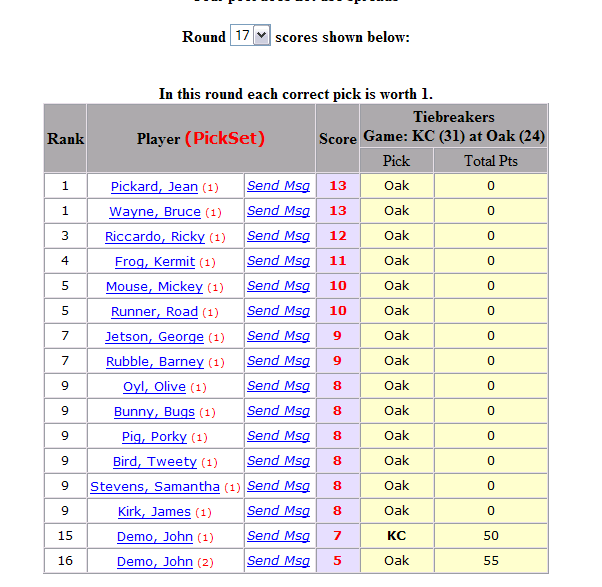 Your pool does not use spreads
Round 17 scores shown below:
In this round each correct pick is worth 1.
Rank Player (PickSet) Score Tiebreakers
Game: KC (31) at Oak (24)
Pick Total Pts
1 Pickard, Jean (1) Send Msg 13 Oak 0
1 Wayne, Bruce (1) Send Msg 13 Oak 0
3 Riccardo, Ricky (1) Send Msg 12 Oak 0
4 Frog, Kermit (1) Send Msg 11 Oak 0
5 Mouse, Mickey (1) Send Msg 10 Oak 0
5 Runner, Road (1) Send Msg 10 Oak 0
7 Jetson, George (1) Send Msg 9 Oak 0
7 Rubble, Barney (1) Send Msg 9 Oak 0
9 Oyl, Olive (1) Send Msg 8 Oak 0
9 Bunny, Bugs (1) Send Msg 8 Oak 0
9 Pig, Porky (1) Send Msg 8 Oak 0
9 Bird, Tweety (1) Send Msg 8 Oak 0
9 Stevens, Samantha (1) Send Msg 8 Oak 0
9 Kirk, James (1) Send Msg 8 Oak 0
15 Demo, John (1) Send Msg 7 KC 50
16 Demo, John (2) Send Msg 5 Oak 55